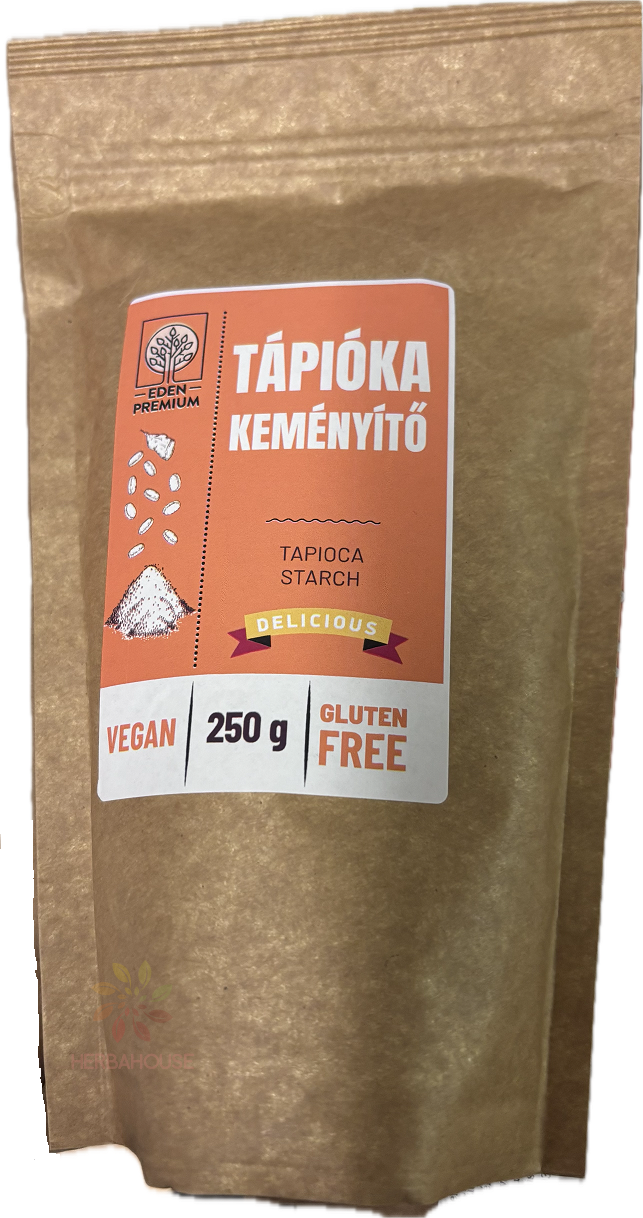 EDEN
PREMIUM
TÁPIÓKA
KEMÉNYÍTŐ
TAPIOCA
STARCH
DELICIOUS
VEGAN
250 g
GLUTEN
FREE
HERBAHOUSE